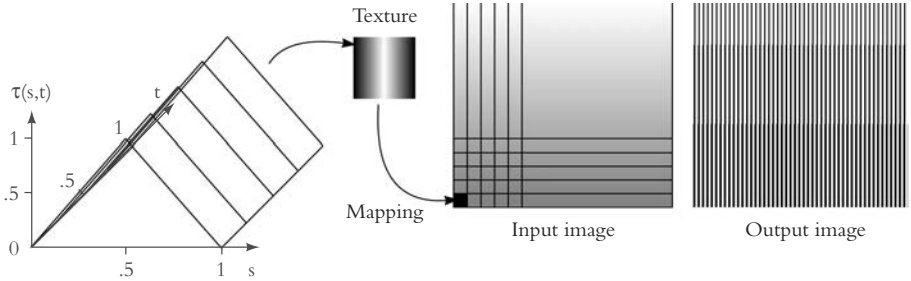 Texture
τ(s,t)
t
1
1
.5
.5
0
.5
1
s
Mapping
Input image
Output image